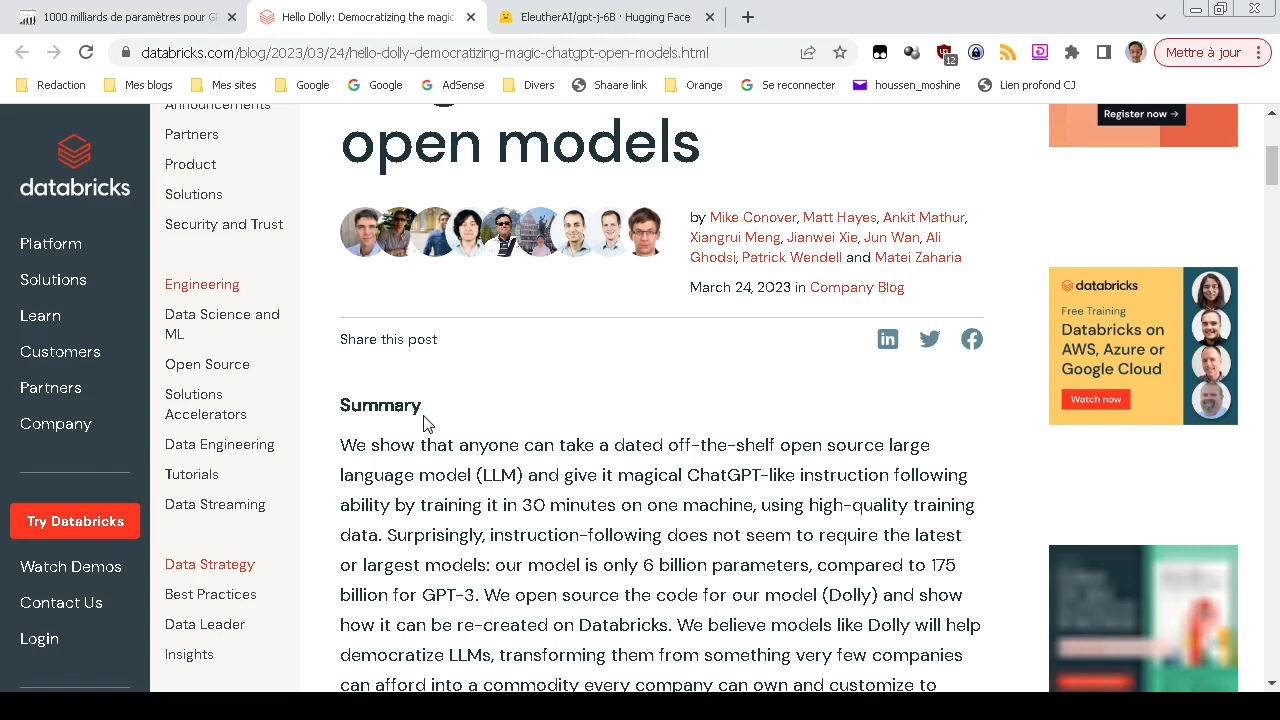 1000 milliards de paramètres pour G
Hello Dolly: Democratizing the magic
EleutherAI/gpt-j-6B · Hugging Face
databricks.com/blog/2023/03/24/hello-dolly-democratizing-magic-chatgpt-open-models.html
12
Mettre à jour
Redaction
Mes blogs
Mes sites
Google
Google
AdSense
Divers
Shaare link
Orange
Se reconnecter
houssen_moshine
Lien profond CJ
databricks
Platform
Solutions
Learn
Customers
Partners
Company
Try Databricks
Watch Demos
Contact Us
Login
Announcements
Partners
Product
Solutions
Security and Trust
Engineering
Data Science and
ML
Open Source
Solutions
Accelerators
Data Engineering
Tutorials
Data Streaming
Data Strategy
Best Practices
Data Leader
Insights
open models
by Mike Conover, Matt Hayes, Ankit Mathur,
Xiangrui Meng, Jianwei Xie, Jun Wan, Ali
Ghodsi, Patrick Wendell and Matei Zaharia
March 24, 2023 in Company Blog
Share this post
Summary
We show that anyone can take a dated off-the-shelf open source large
language model (LLM) and give it magical ChatGPT-like instruction following
ability by training it in 30 minutes on one machine, using high-quality training
data. Surprisingly, instruction-following does not seem to require the latest
or largest models: our model is only 6 billion parameters, compared to 175
billion for GPT-3. We open source the code for our model (Dolly) and show
how it can be re-created on Databricks. We believe models like Dolly will help
democratize LLMs, transforming them from something very few companies
can afford into a commodity every company can own and customize to
Register now →
databricks
Free Training
Databricks on
AWS, Azure or
Google Cloud
Watch now